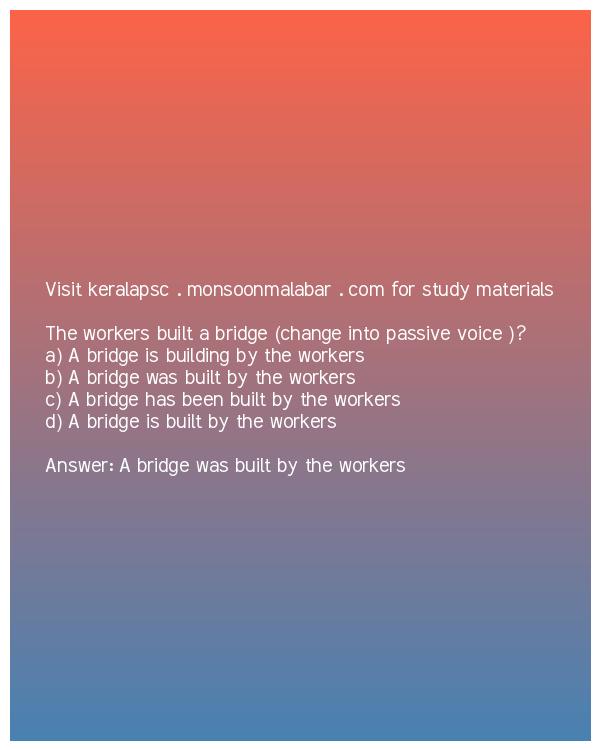 Visit keralapsc . monsoonmalabar . com for study materials
The workers built a bridge (change into passive voice )?
a) A bridge is building by the workers
b) A bridge was built by the workers
c) A bridge has been built by the workers
d) A bridge is built by the workers
Answer: A bridge was built by the workers